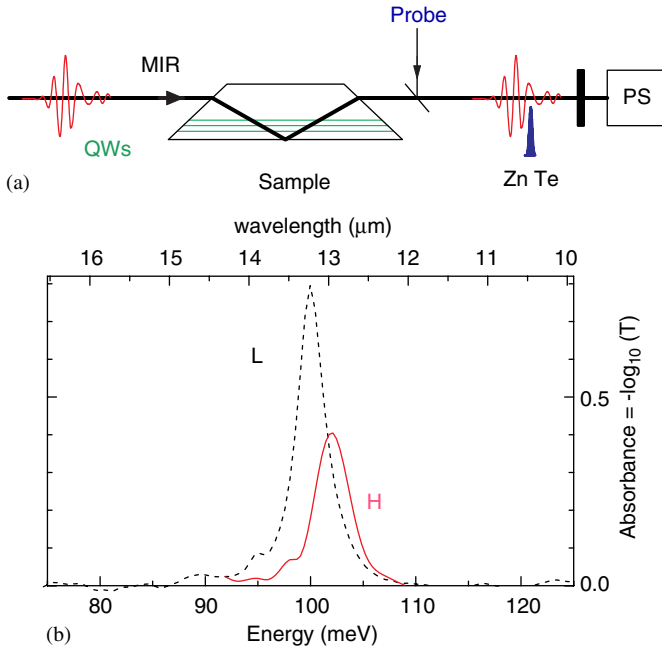 Probe
MIR
PS
QWs
Sample
Zn Te
(a)
wavelength (μm)
16 15 14 13 12 11 10
L
H
0.5
0.0
Absorbance = -log₁₀ (T)
80 90 100 110 120
(b)
Energy (meV)